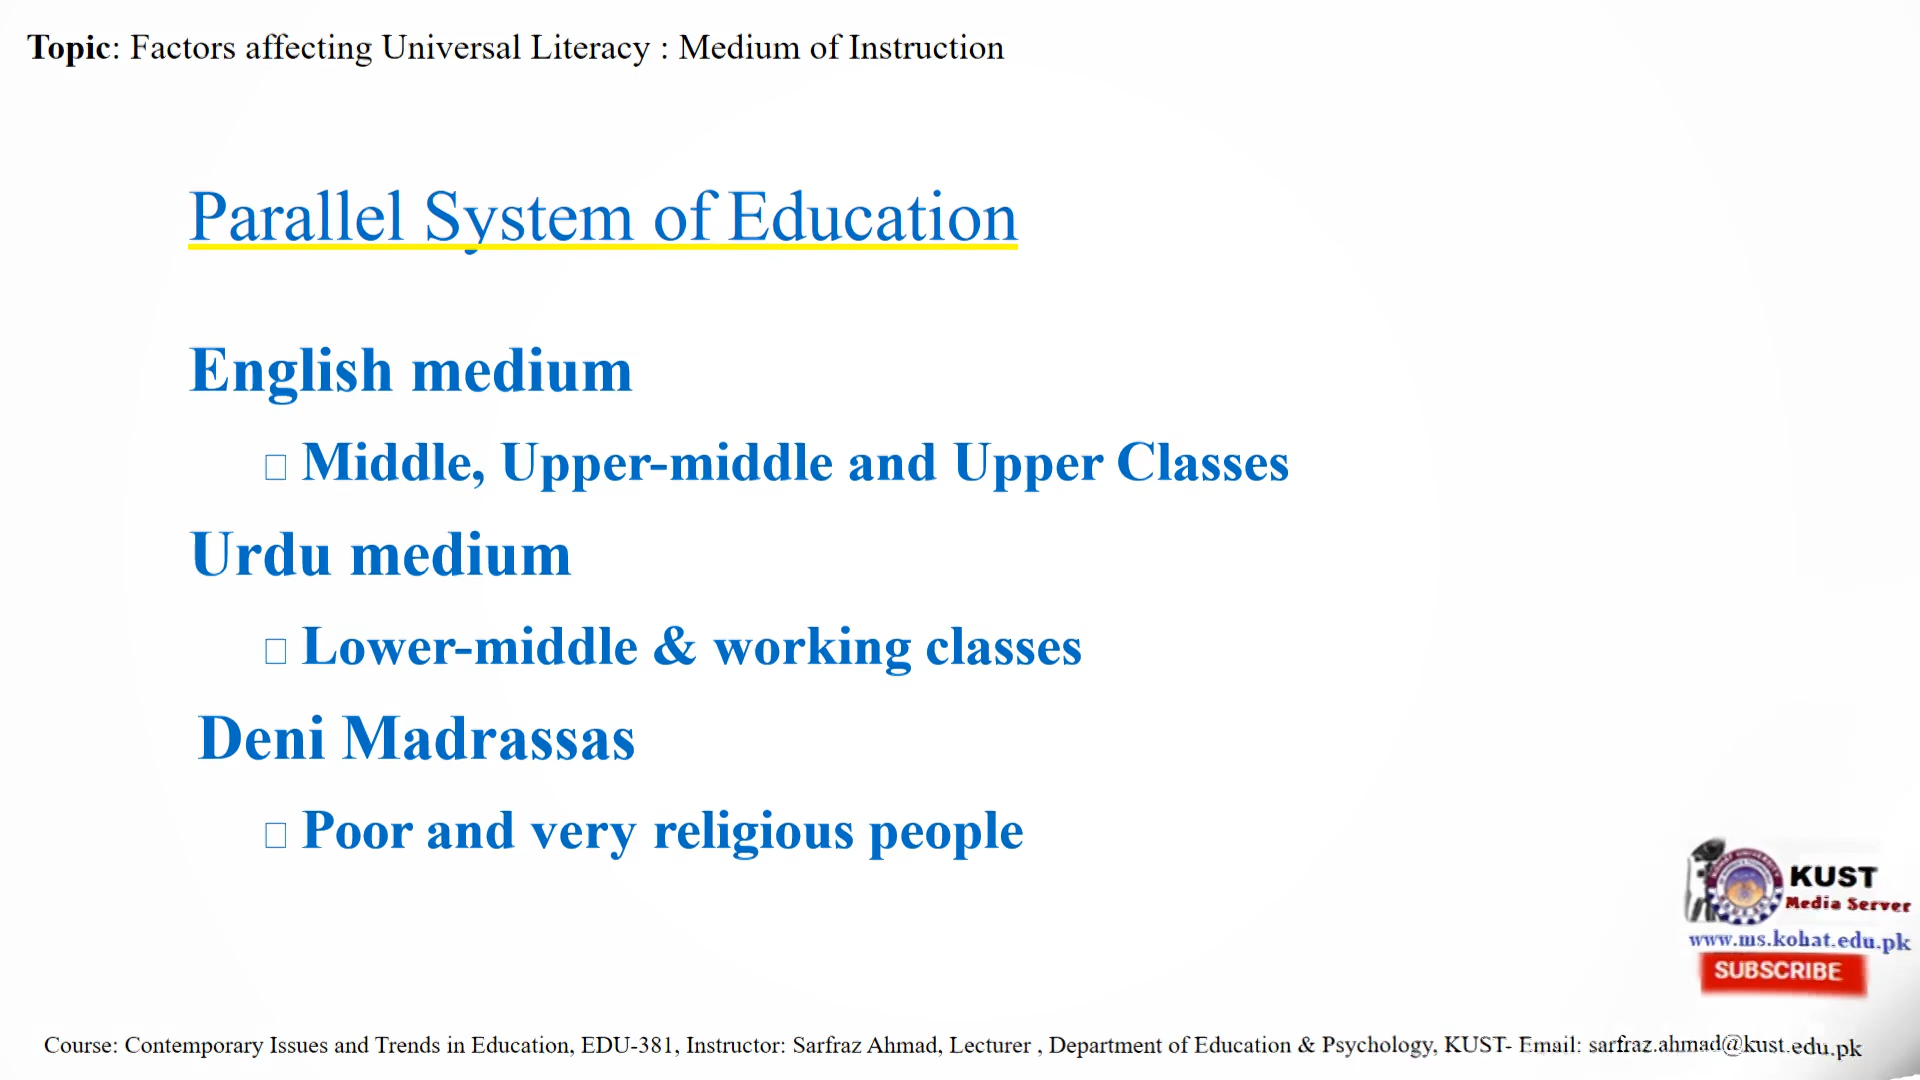 Topic: Factors affecting Universal Literacy : Medium of Instruction
Parallel System of Education
English medium
Middle, Upper-middle and Upper Classes
Urdu medium
Lower-middle & working classes
Deni Madrassas
Poor and very religious people
KUST
Media Server
www.ms.kohat.edu.pk
SUBSCRIBE
Course: Contemporary Issues and Trends in Education, EDU-381, Instructor: Sarfraz Ahmad, Lecturer , Department of Education & Psychology, KUST- Email: sarfraz.ahmad@kust.edu.pk